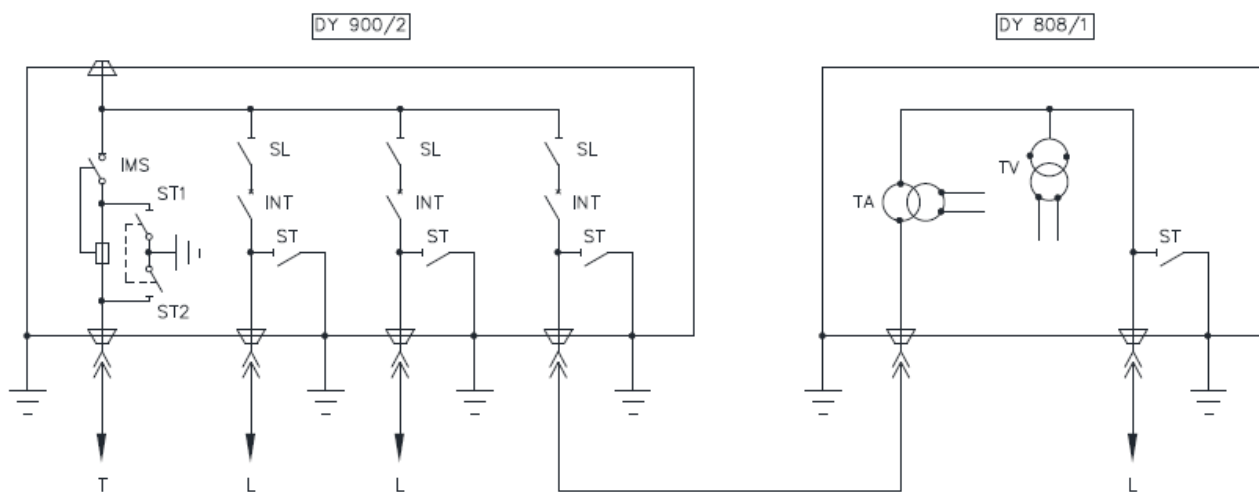 DY 900/2
DY 808/1
IMS
ST1
ST2
SL
INT
ST
SL
INT
ST
SL
INT
ST
TA
TV
ST
T
L
L
L